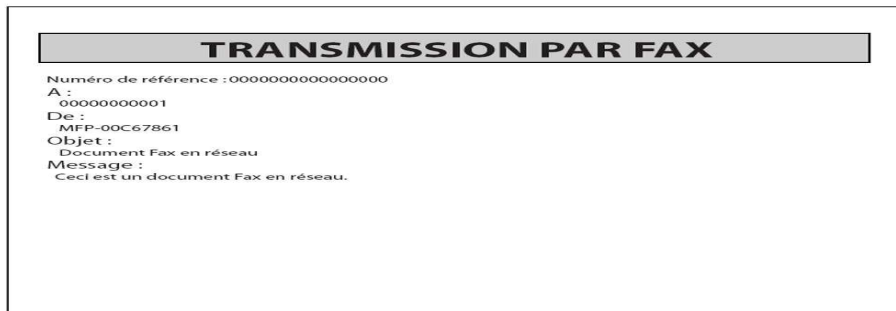 TRANSMISSION PAR FAX
Numéro de référence : 0000000000000000
A :
00000000001
De :
MFP-00C67861
Objet :
Document Fax en réseau
Message :
Ceci est un document Fax en réseau.